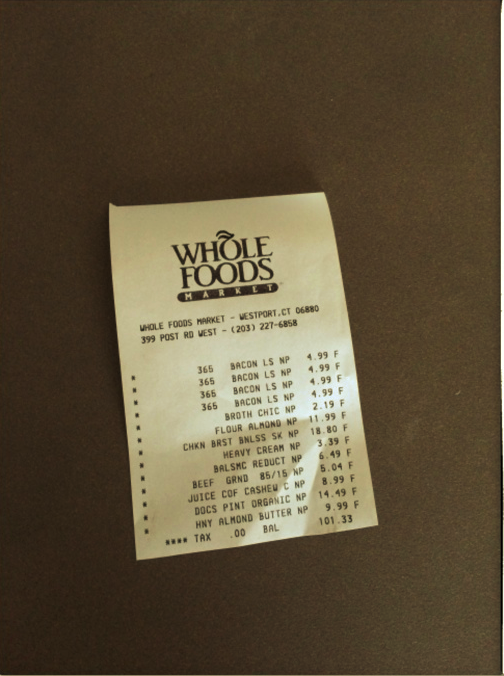 WHOLE
FOODS
MARKET
WHOLE FOODS MARKET - WESTPORT,CT 06880
399 POST RD WEST - (203) 227-6858
365 BACON LS NP 4.99 F
365 BACON LS NP 4.99 F
365 BACON LS NP 4.99 F
365 BACON LS NP 4.99 F
BROTH CHIC NP 2.19 F
FLOUR ALMOND NP 11.99 F
CHKN BRST BNLSS SK NP 18.80 F
HEAVY CREAM NP 3.39 F
BALSMC REDUCT NP 6.49 F
BEEF GRND 85/15 NP 5.04 F
JUICE COF CASHEW C NP 8.99 F
DOCS PINT ORGANIC NP 14.49 F
HNY ALMOND BUTTER NP 9.99 F
**** TAX .00 BAL 101.33